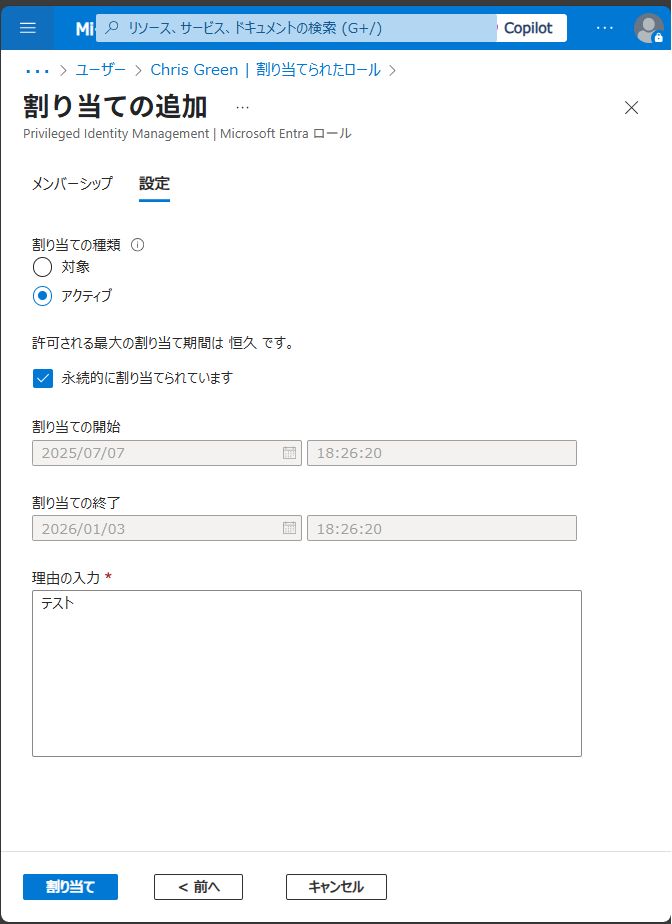 Mi
リソース、サービス、ドキュメントの検索 (G+/)
Copilot
...
... > ユーザー > Chris Green | 割り当てられたロール >
割り当ての追加 ...
Privileged Identity Management | Microsoft Entra ロール
メンバーシップ 設定
割り当ての種類
対象
アクティブ
許可される最大の割り当て期間は 恒久 です。
永続的に割り当てられています
割り当ての開始
2025/07/07 18:26:20
割り当ての終了
2026/01/03 18:26:20
理由の入力 *
テスト
割り当て < 前へ キャンセル